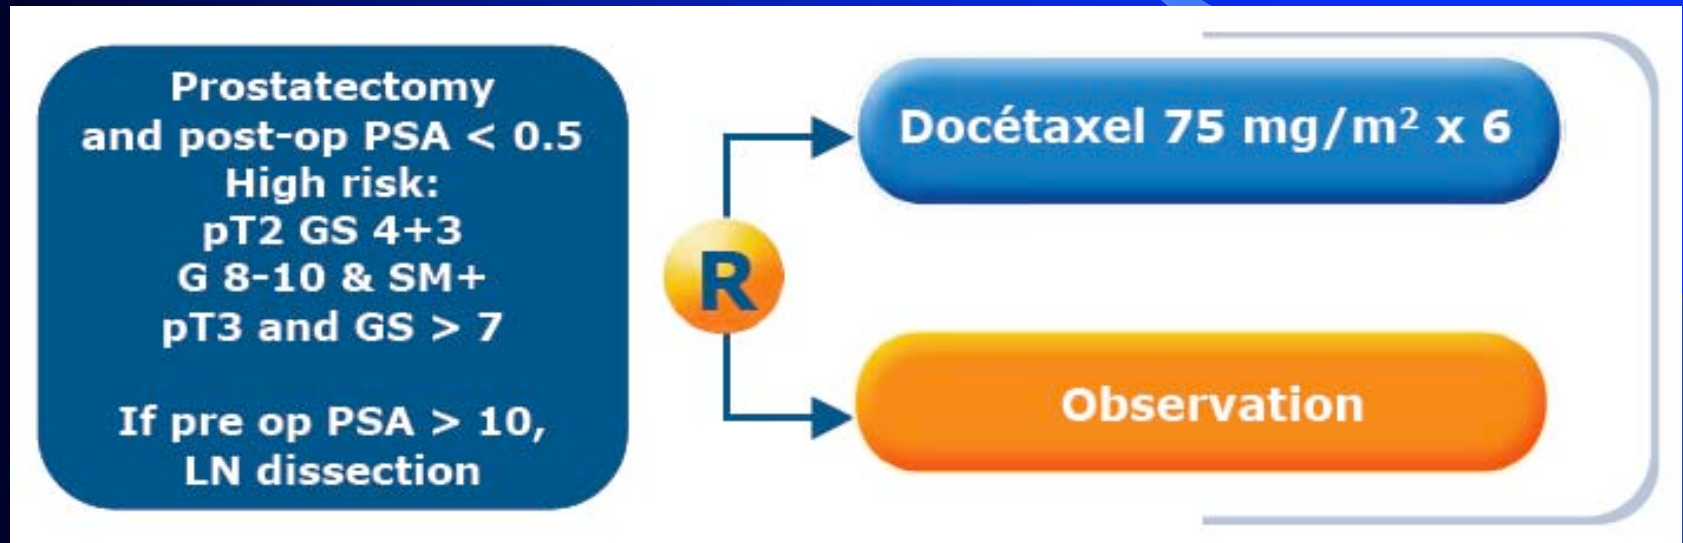 Prostatectomy
and post-op PSA < 0.5
High risk:
pT2 GS 4+3
G 8-10 & SM+
pT3 and GS > 7
If pre op PSA > 10,
LN dissection
R
Docétaxel 75 mg/m² x 6
Observation